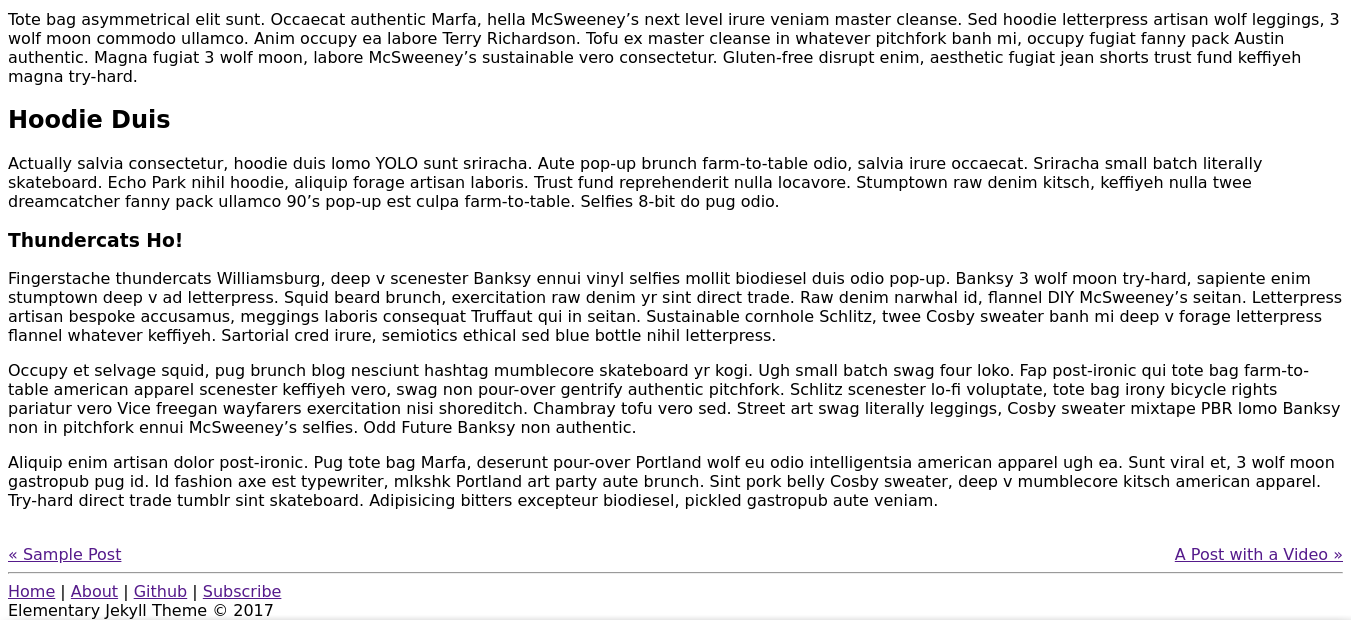 Tote bag asymmetrical elit sunt. Occaecat authentic Marfa, hella McSweeney’s next level irure veniam master cleanse. Sed hoodie letterpress artisan wolf leggings, 3
wolf moon commodo ullamco. Anim occupy ea labore Terry Richardson. Tofu ex master cleanse in whatever pitchfork banh mi, occupy fugiat fanny pack Austin
authentic. Magna fugiat 3 wolf moon, labore McSweeney’s sustainable vero consectetur. Gluten-free disrupt enim, aesthetic fugiat jean shorts trust fund keffiyeh
magna try-hard.
Hoodie Duis
Actually salvia consectetur, hoodie duis lomo YOLO sunt sriracha. Aute pop-up brunch farm-to-table odio, salvia irure occaecat. Sriracha small batch literally
skateboard. Echo Park nihil hoodie, aliquip forage artisan laboris. Trust fund reprehenderit nulla locavore. Stumptown raw denim kitsch, keffiyeh nulla twee
dreamcatcher fanny pack ullamco 90’s pop-up est culpa farm-to-table. Selfies 8-bit do pug odio.
Thundercats Ho!
Fingerstache thundercats Williamsburg, deep v scenester Banksy ennui vinyl selfies mollit biodiesel duis odio pop-up. Banksy 3 wolf moon try-hard, sapiente enim
stumptown deep v ad letterpress. Squid beard brunch, exercitation raw denim yr sint direct trade. Raw denim narwhal id, flannel DIY McSweeney’s seitan. Letterpress
artisan bespoke accusamus, meggings laboris consequat Truffaut qui in seitan. Sustainable cornhole Schlitz, twee Cosby sweater banh mi deep v forage letterpress
flannel whatever keffiyeh. Sartorial cred irure, semiotics ethical sed blue bottle nihil letterpress.
Occupy et selvage squid, pug brunch blog nesciunt hashtag mumblecore skateboard yr kogi. Ugh small batch swag four loko. Fap post-ironic qui tote bag farm-to-
table american apparel scenester keffiyeh vero, swag non pour-over gentrify authentic pitchfork. Schlitz scenester lo-fi voluptate, tote bag irony bicycle rights
pariatur vero Vice freegan wayfarers exercitation nisi shoreditch. Chambray tofu vero sed. Street art swag literally leggings, Cosby sweater mixtape PBR lomo Banksy
non in pitchfork ennui McSweeney’s selfies. Odd Future Banksy non authentic.
Aliquip enim artisan dolor post-ironic. Pug tote bag Marfa, deserunt pour-over Portland wolf eu odio intelligentsia american apparel ugh ea. Sunt viral et, 3 wolf moon
gastropub pug id. Id fashion axe est typewriter, mlkshk Portland art party aute brunch. Sint pork belly Cosby sweater, deep v mumblecore kitsch american apparel.
Try-hard direct trade tumblr sint skateboard. Adipisicing bitters excepteur biodiesel, pickled gastropub aute veniam.
« Sample Post
A Post with a Video »
Home | About | Github | Subscribe
Elementary Jekyll Theme © 2017